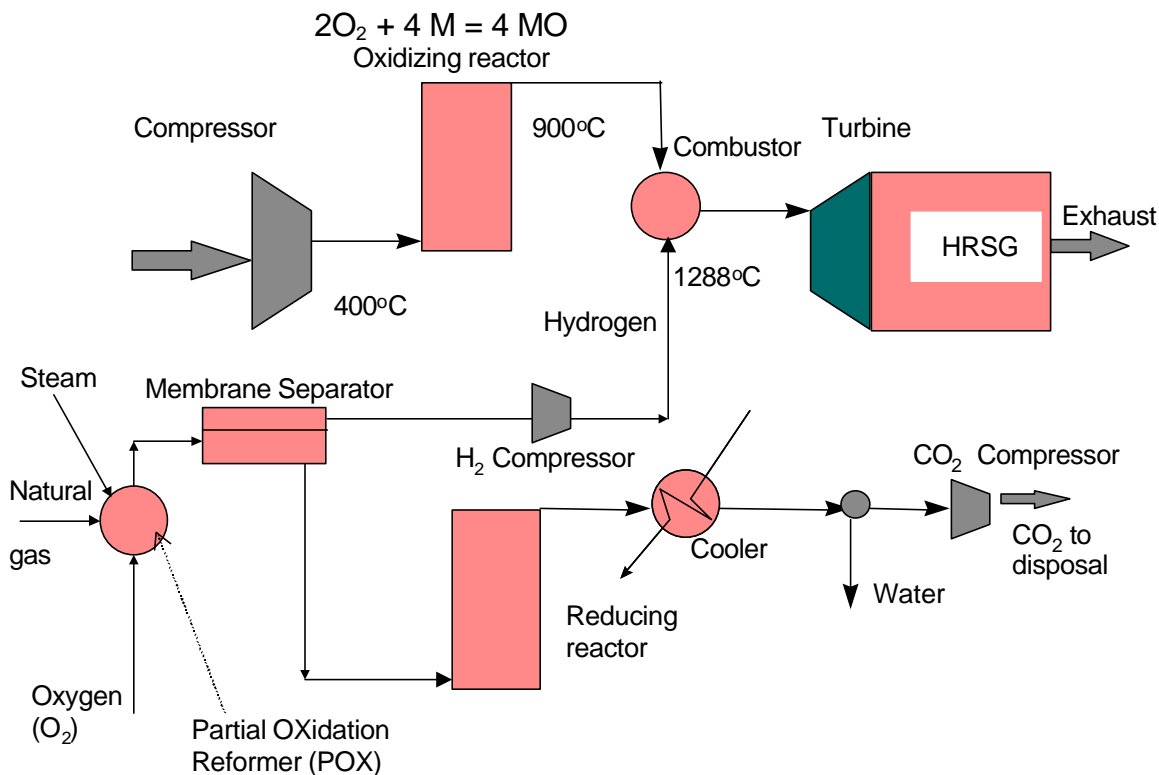 2O₂ + 4 M = 4 MO
Oxidizing reactor
Compressor
900ºC
Combustor
Turbine
HRSG
Exhaust
400ºC
1288ºC
Hydrogen
Steam
Membrane Separator
H₂ Compressor
CO₂ Compressor
Natural
gas
Cooler
CO₂ to
disposal
Reducing
reactor
Water
Oxygen
(O₂)
Partial OXidation
Reformer (POX)